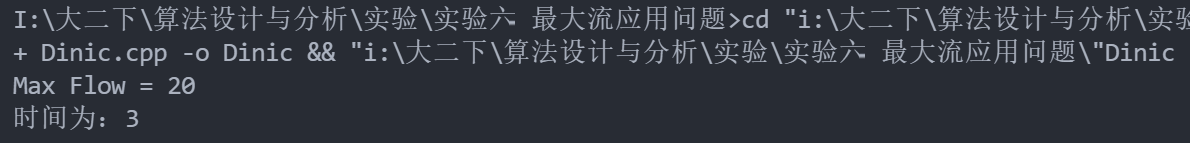 I:\大二下\算法设计与分析\实验\实验六 最大流应用问题>cd "i:\大二下\算法设计与分析\实验
+ Dinic.cpp -o Dinic && "i:\大二下\算法设计与分析\实验\实验六 最大流应用问题\"Dinic
Max Flow = 20
时间为: 3